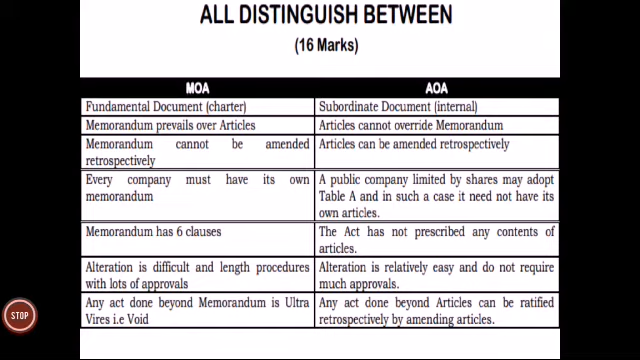 ALL DISTINGUISH BETWEEN
(16 Marks)
MOA AOA
Fundamental Document (charter) Subordinate Document (internal)
Memorandum prevails over Articles Articles cannot override Memorandum
Memorandum cannot be amended
retrospectively
Articles can be amended retrospectively
Every company must have its own
memorandum
A public company limited by shares may adopt
Table A and in such a case it need not have its
own articles.
Memorandum has 6 clauses
The Act has not prescribed any contents of
articles.
Alteration is difficult and length procedures
with lots of approvals
Alteration is relatively easy and do not require
much approvals.
Any act done beyond Memorandum is Ultra
Vires i.e Void
Any act done beyond Articles can be ratified
retrospectively by amending articles.
STOP